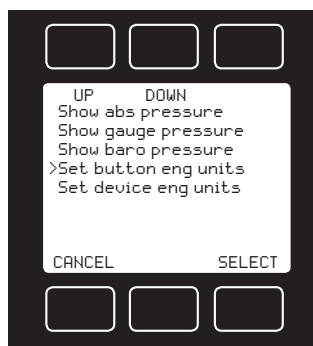 UP DOWN
Show abs pressure
Show gauge pressure
Show baro pressure
>Set button eng units
Set device eng units
CANCEL SELECT